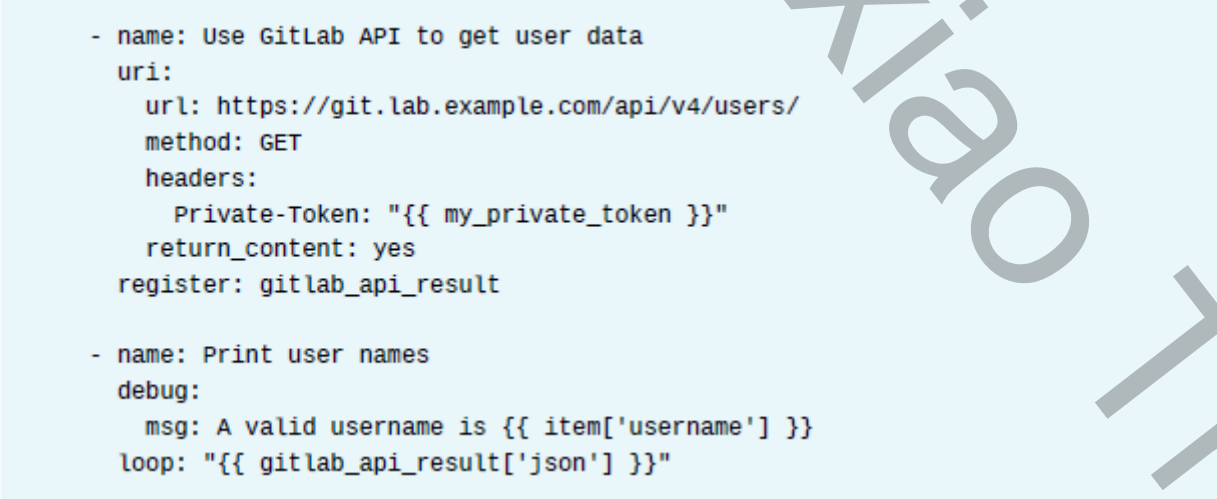 - name: Use GitLab API to get user data
  uri:
    url: https://git.lab.example.com/api/v4/users/
    method: GET
    headers:
      Private-Token: "{{ my_private_token }}"
    return_content: yes
  register: gitlab_api_result

- name: Print user names
  debug:
    msg: A valid username is {{ item['username'] }}
  loop: "{{ gitlab_api_result['json'] }}"
xiao